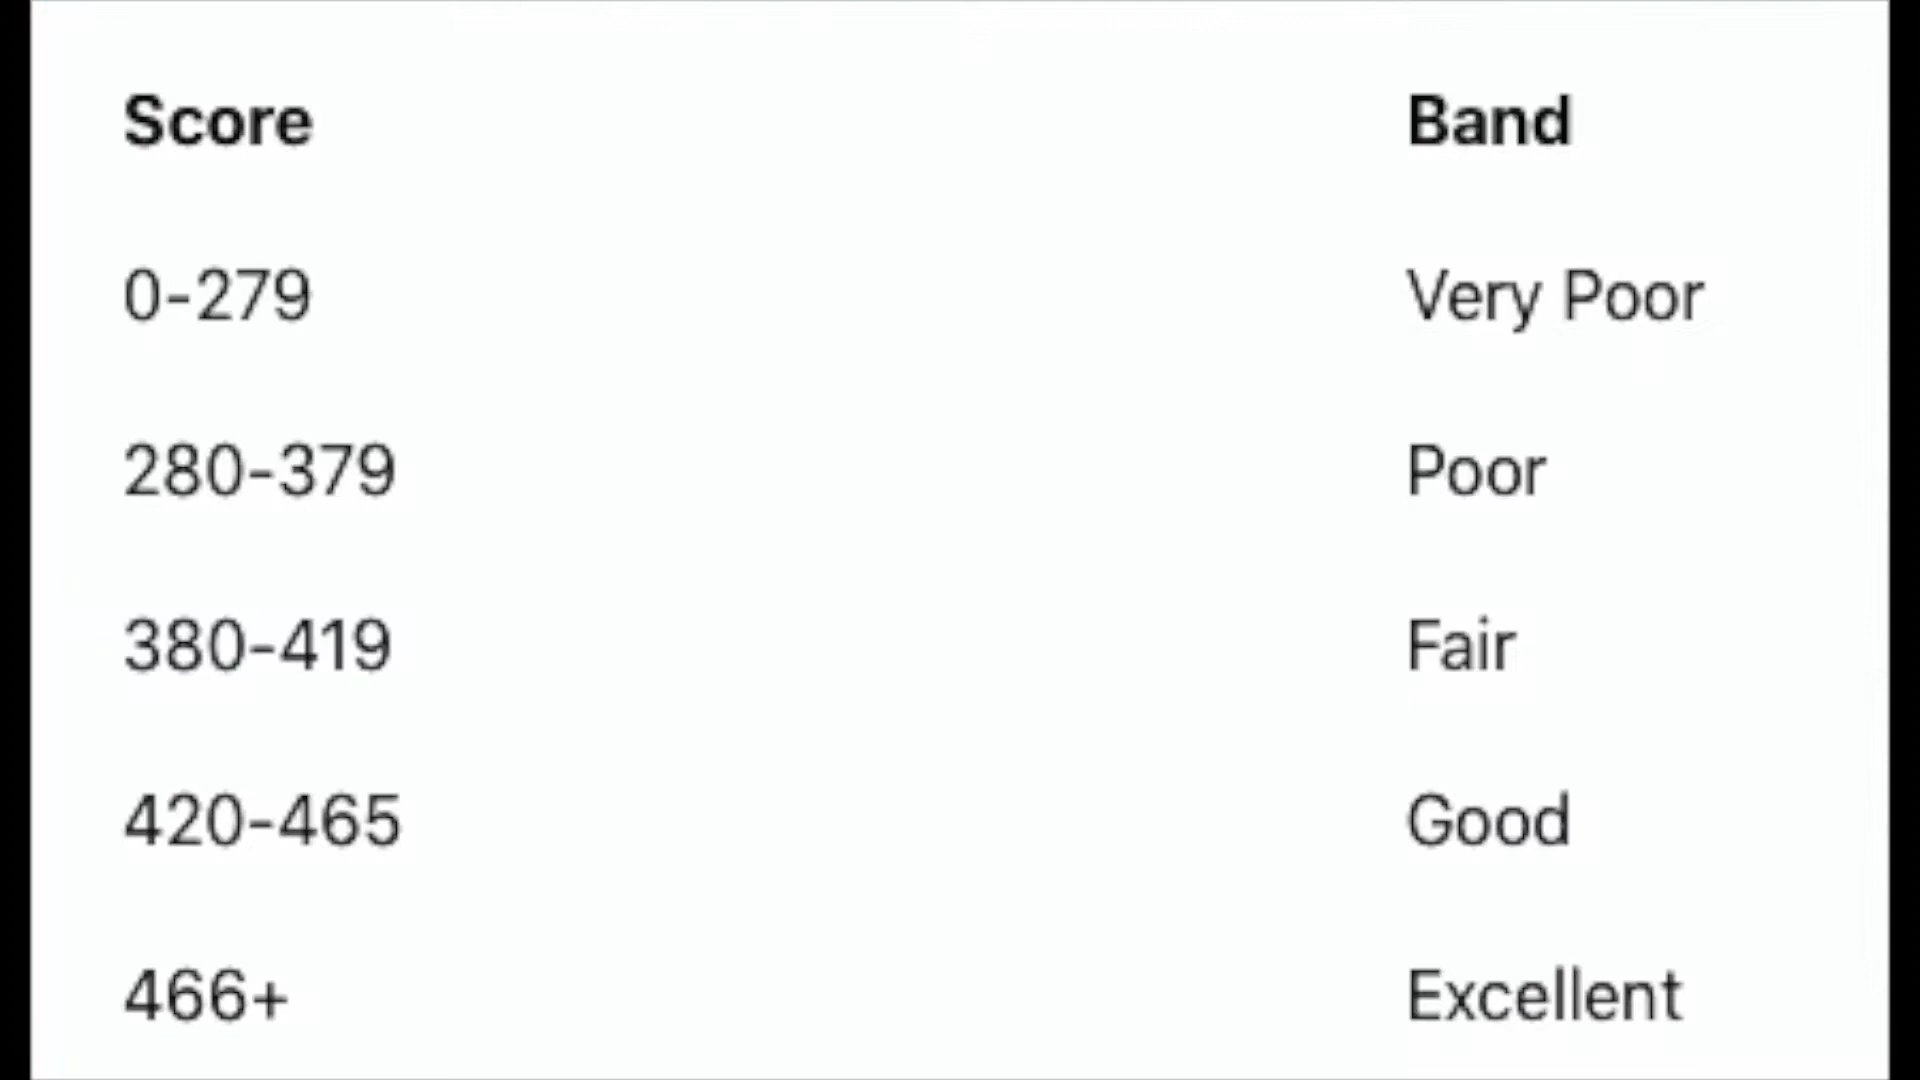 Score Band
0-279 Very Poor
280-379 Poor
380-419 Fair
420-465 Good
466+ Excellent